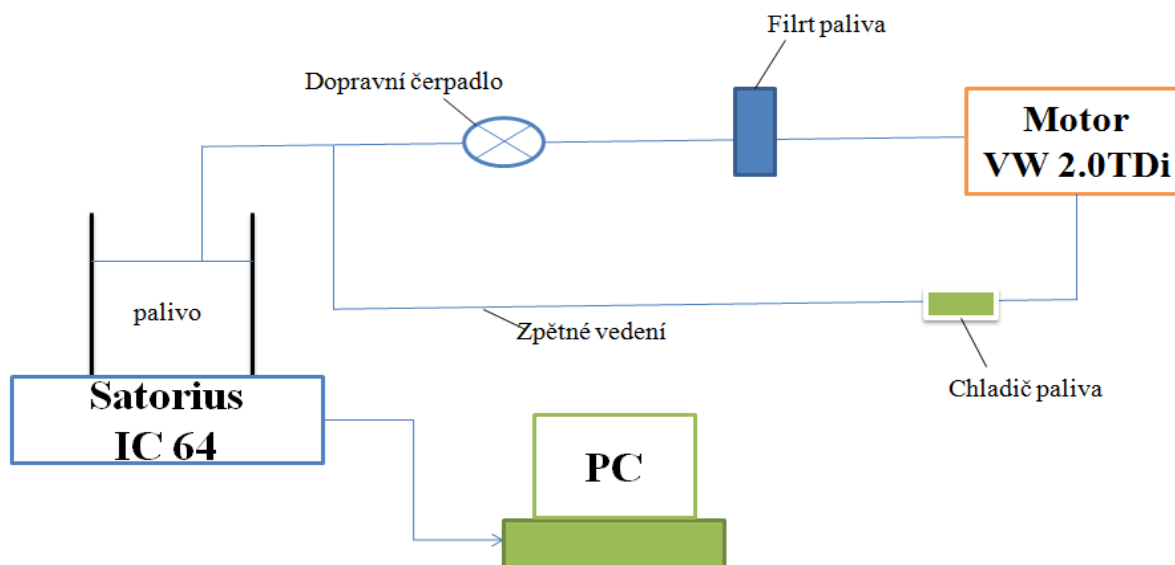 Filrt paliva
Dopravní čerpadlo
Motor
VW 2.0TDi
palivo
Zpětné vedení
Chladič paliva
Satorius
IC 64
PC